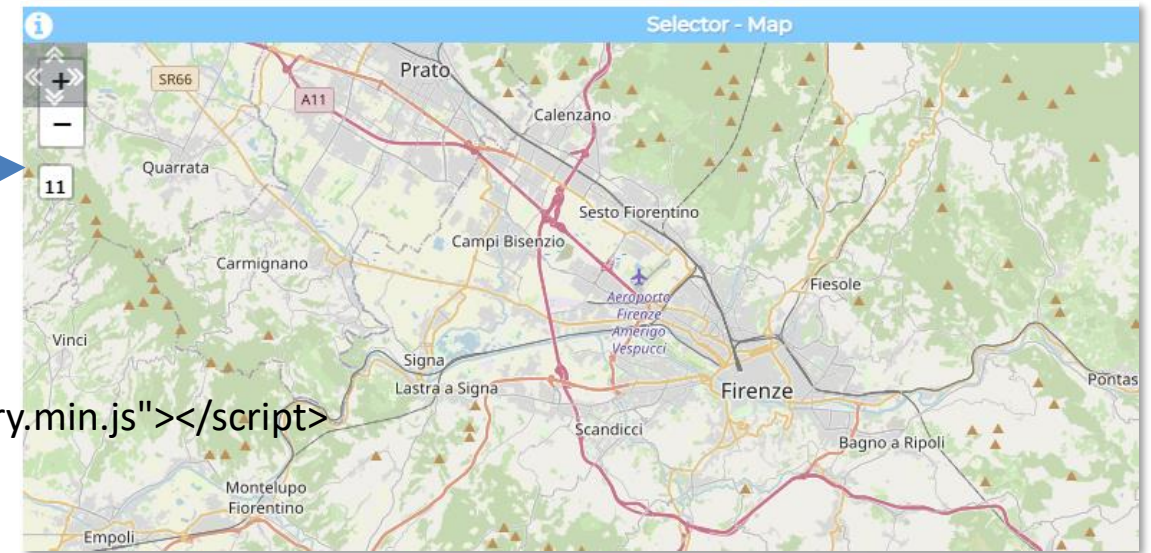 i
Selector - Map
+
−
11
SR66
A11
Prato
Calenzano
Quarrata
Sesto Fiorentino
Campi Bisenzio
Carmignano
Fiesole
Aeroporto
Firenze
Amerigo
Vespucci
Vinci
Signa
Lastra a Signa
Firenze
Pontas
ry.min.js"></script>
Scandicci
Bagno a Ripoli
Montelupo
Fiorentino
Empoli